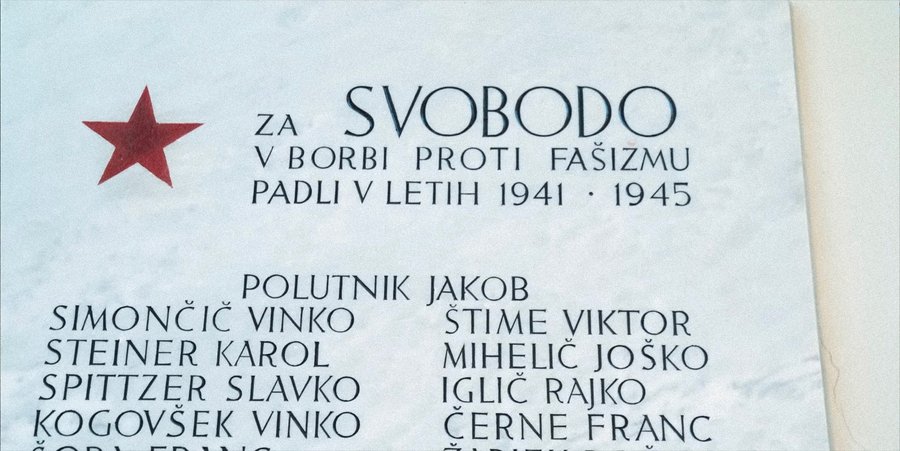 ZA SVOBODO
V BORBI PROTI FAŠIZMU
PADLI V LETIH 1941 · 1945
POLUTNIK JAKOB
SIMONČIČ VINKO ŠTIME VIKTOR
STEINER KAROL MIHELIČ JOŠKO
SPITTZER SLAVKO IGLIČ RAJKO
KOGOVŠEK VINKO ČERNE FRANC